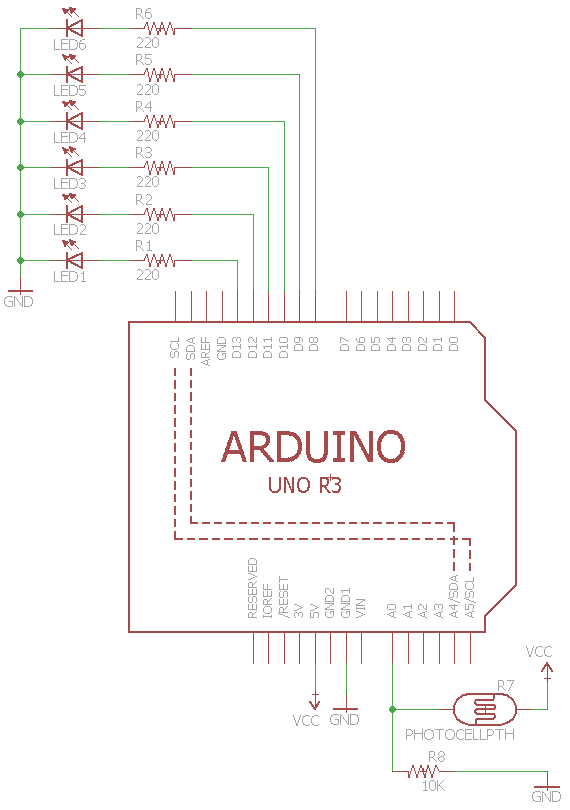 R6
LED6
220
R5
LED5
220
R4
LED4
220
R3
LED3
220
R2
LED2
220
R1
LED1
220
GND
SCL
SDA
AREF
GND
D13
D12
D11
D10
D9
D8
D7
D6
D5
D4
D3
D2
D1
D0
ARDUINO
UNO R3
RESERVED
IOREF
/RESET
3V
5V
GND2
GND1
VIN
A0
A1
A2
A3
A4/SDA
A5/SCL
VCC
GND
VCC
R7
PHOTOCELLPTH
R8
10K
GND